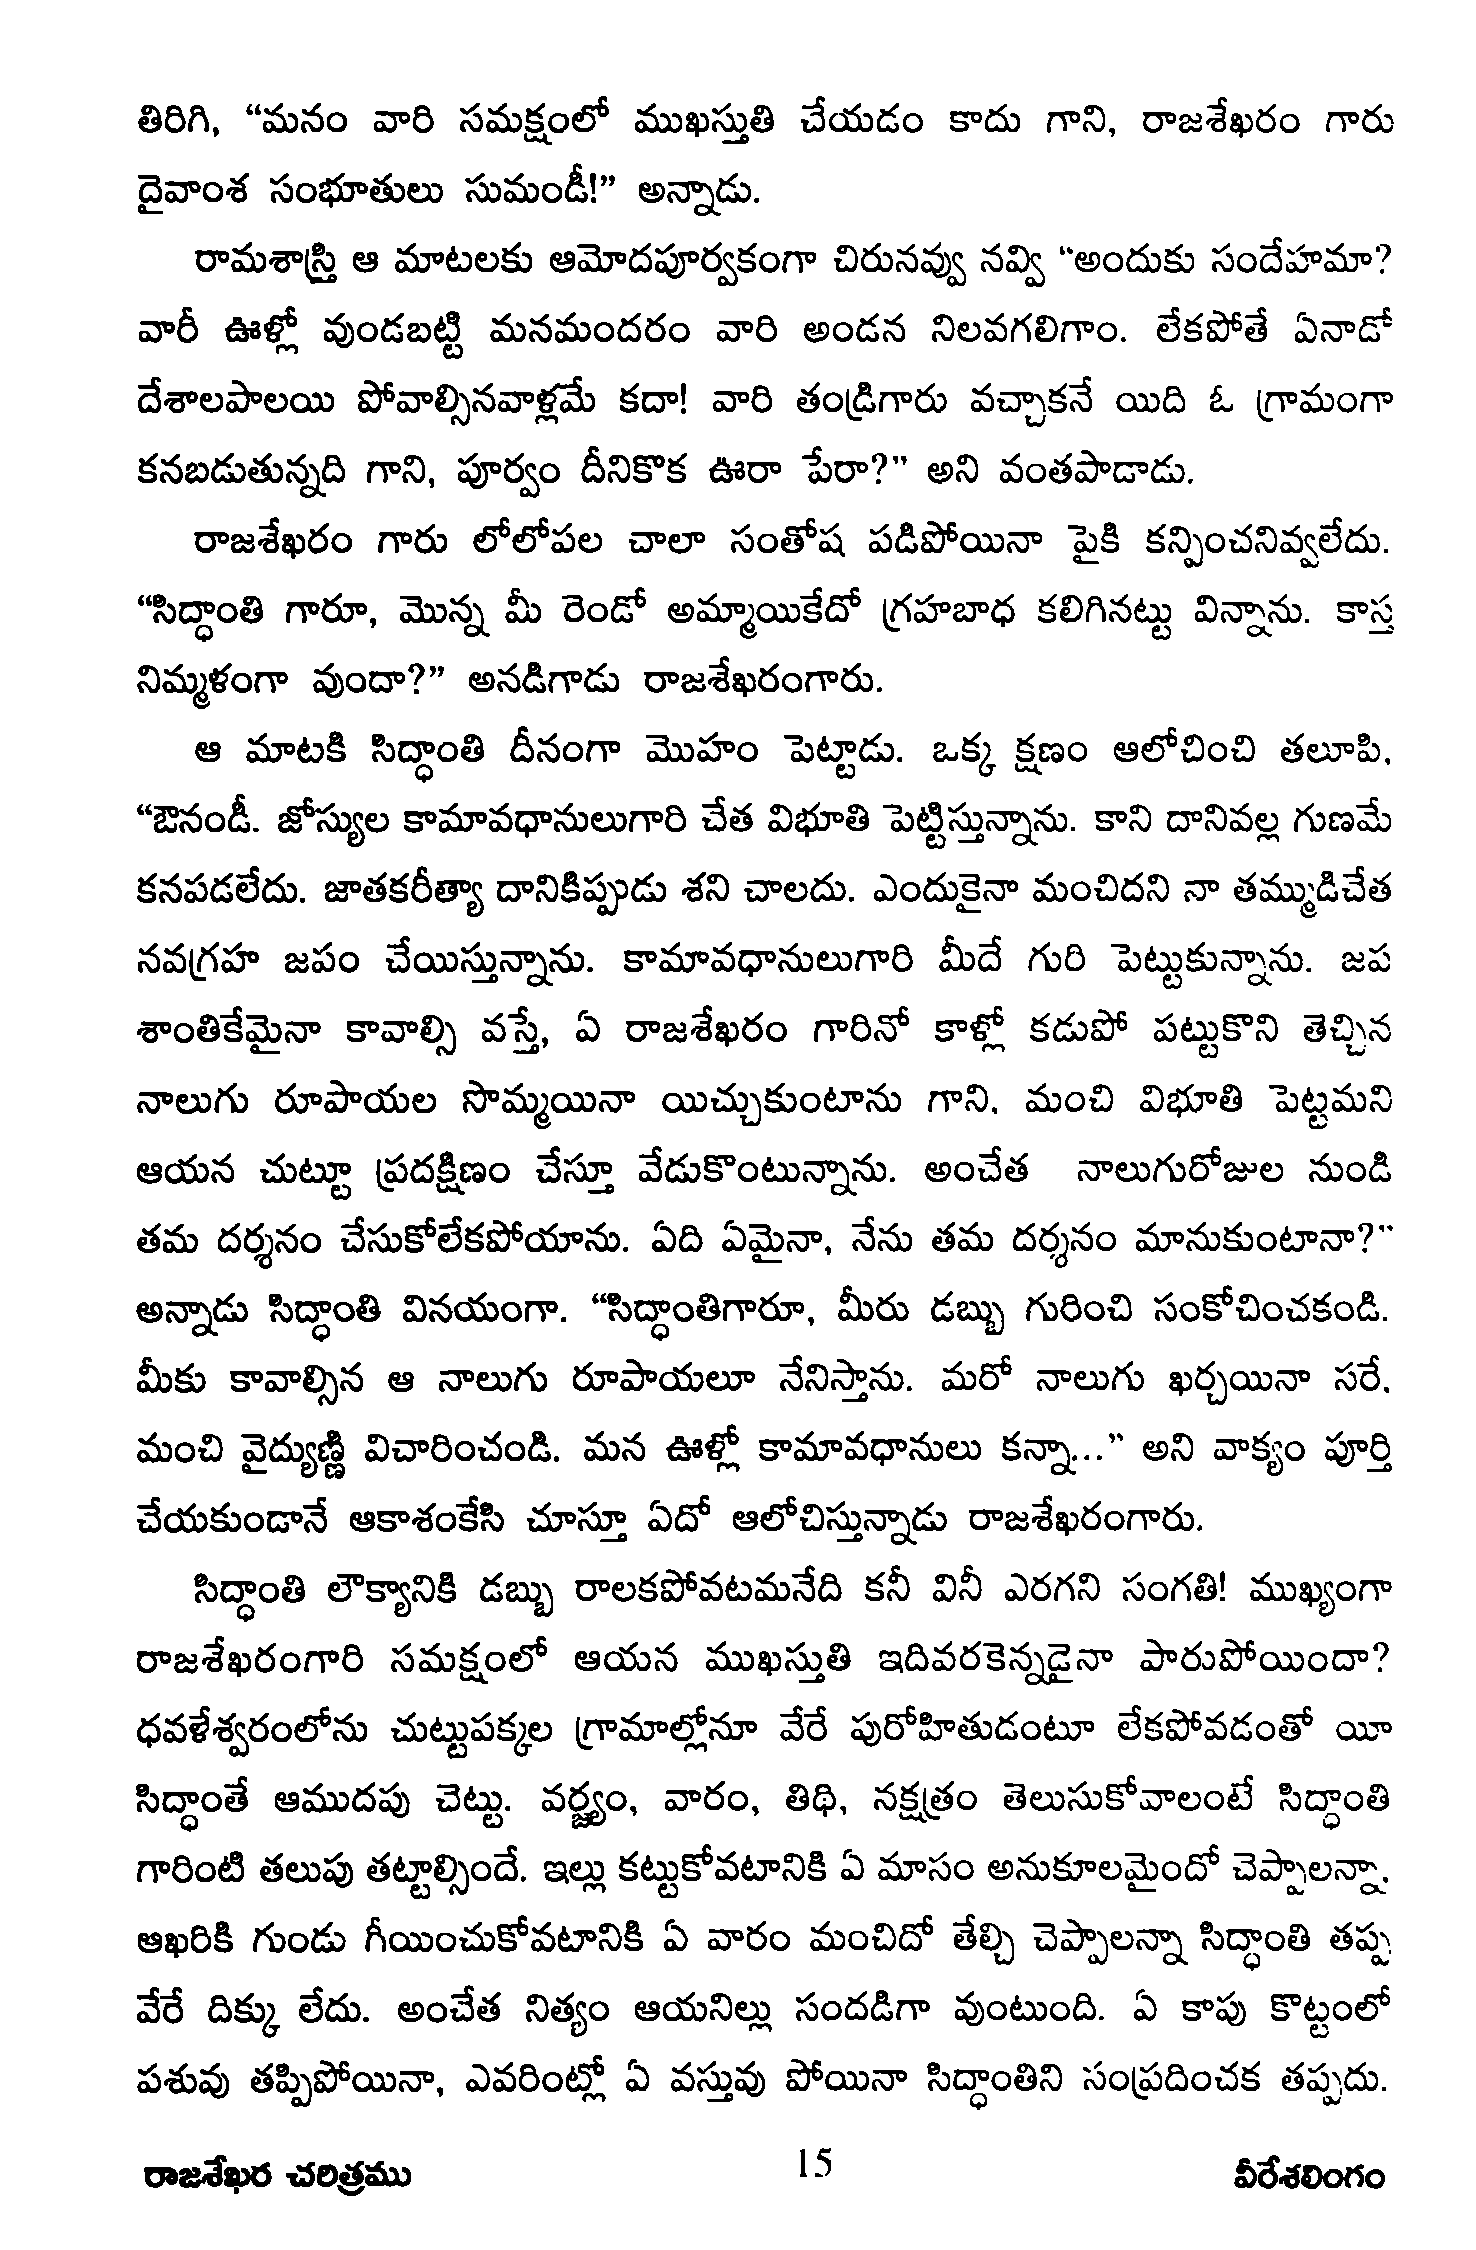 తిరిగి, “మనం వారి సమక్షంలో ముఖస్తుతి చేయడం కాదు గాని, రాజశేఖరం గారు
దైవాంశ సంభూతులు సుమండీ!” అన్నాడు.
రామశాస్త్రి ఆ మాటలకు ఆమోదపూర్వకంగా చిరునవ్వు నవ్వి “అందుకు సందేహమా?
వారీ ఊళ్లో వుండబట్టి మనమందరం వారి అండన నిలవగలిగాం. లేకపోతే ఏనాడో
దేశాలపాలయి పోవాల్సినవాళ్లమే కదా! వారి తండ్రిగారు వచ్చాకనే యిది ఓ గ్రామంగా
కనబడుతున్నది గాని, పూర్వం దీనికొక ఊరా పేరా?” అని వంతపాడాడు.
రాజశేఖరం గారు లోలోపల చాలా సంతోష పడిపోయినా పైకి కన్పించనివ్వలేదు.
“సిద్ధాంతి గారూ, మొన్న మీ రెండో అమ్మాయికేదో గ్రహబాధ కలిగినట్టు విన్నాను. కాస్త
నిమ్మళంగా వుందా?” అనడిగాడు రాజశేఖరంగారు.
ఆ మాటకి సిద్ధాంతి దీనంగా మొహం పెట్టాడు. ఒక్క క్షణం ఆలోచించి తలూపి,
“ఔనండీ. జోస్యుల కామావధానులుగారి చేత విభూతి పెట్టిస్తున్నాను. కాని దానివల్ల గుణమే
కనపడలేదు. జాతకరీత్యా దానికిప్పుడు శని చాలదు. ఎందుకైనా మంచిదని నా తమ్ముడిచేత
నవగ్రహ జపం చేయిస్తున్నాను. కామావధానులుగారి మీదే గురి పెట్టుకున్నాను. జప
శాంతికేమైనా కావాల్సి వస్తే, ఏ రాజశేఖరం గారినో కాళ్లో కడుపో పట్టుకొని తెచ్చిన
నాలుగు రూపాయల సొమ్మయినా యిచ్చుకుంటాను గాని, మంచి విభూతి పెట్టమని
ఆయన చుట్టూ ప్రదక్షిణం చేస్తూ వేడుకొంటున్నాను. అంచేత నాలుగురోజుల నుండి
తమ దర్శనం చేసుకోలేకపోయాను. ఏది ఏమైనా, నేను తమ దర్శనం మానుకుంటానా?”
అన్నాడు సిద్ధాంతి వినయంగా. “సిద్ధాంతిగారూ, మీరు డబ్బు గురించి సంకోచించకండి.
మీకు కావాల్సిన ఆ నాలుగు రూపాయలూ నేనిస్తాను. మరో నాలుగు ఖర్చయినా సరే,
మంచి వైద్యుణ్ణి విచారించండి. మన ఊళ్లో కామావధానులు కన్నా...” అని వాక్యం పూర్తి
చేయకుండానే ఆకాశంకేసి చూస్తూ ఏదో ఆలోచిస్తున్నాడు రాజశేఖరంగారు.
సిద్ధాంతి లౌక్యానికి డబ్బు రాలకపోవటమనేది కనీ వినీ ఎరగని సంగతి! ముఖ్యంగా
రాజశేఖరంగారి సమక్షంలో ఆయన ముఖస్తుతి ఇదివరకెన్నడైనా పారుపోయిందా?
ధవళేశ్వరంలోను చుట్టుపక్కల గ్రామాల్లోనూ వేరే పురోహితుడంటూ లేకపోవడంతో యీ
సిద్ధాంతే ఆముదపు చెట్టు. వర్జ్యం, వారం, తిథి, నక్షత్రం తెలుసుకోవాలంటే సిద్ధాంతి
గారింటి తలుపు తట్టాల్సిందే. ఇల్లు కట్టుకోవటానికి ఏ మాసం అనుకూలమైందో చెప్పాలన్నా,
ఆఖరికి గుండు గీయించుకోవటానికి ఏ వారం మంచిదో తేల్చి చెప్పాలన్నా సిద్ధాంతి తప్ప
వేరే దిక్కు లేదు. అంచేత నిత్యం ఆయనిల్లు సందడిగా వుంటుంది. ఏ కాపు కొట్టంలో
పశువు తప్పిపోయినా, ఎవరింట్లో ఏ వస్తువు పోయినా సిద్ధాంతిని సంప్రదించక తప్పదు.
రాజశేఖర చరిత్రము 15 వీరేశలింగం